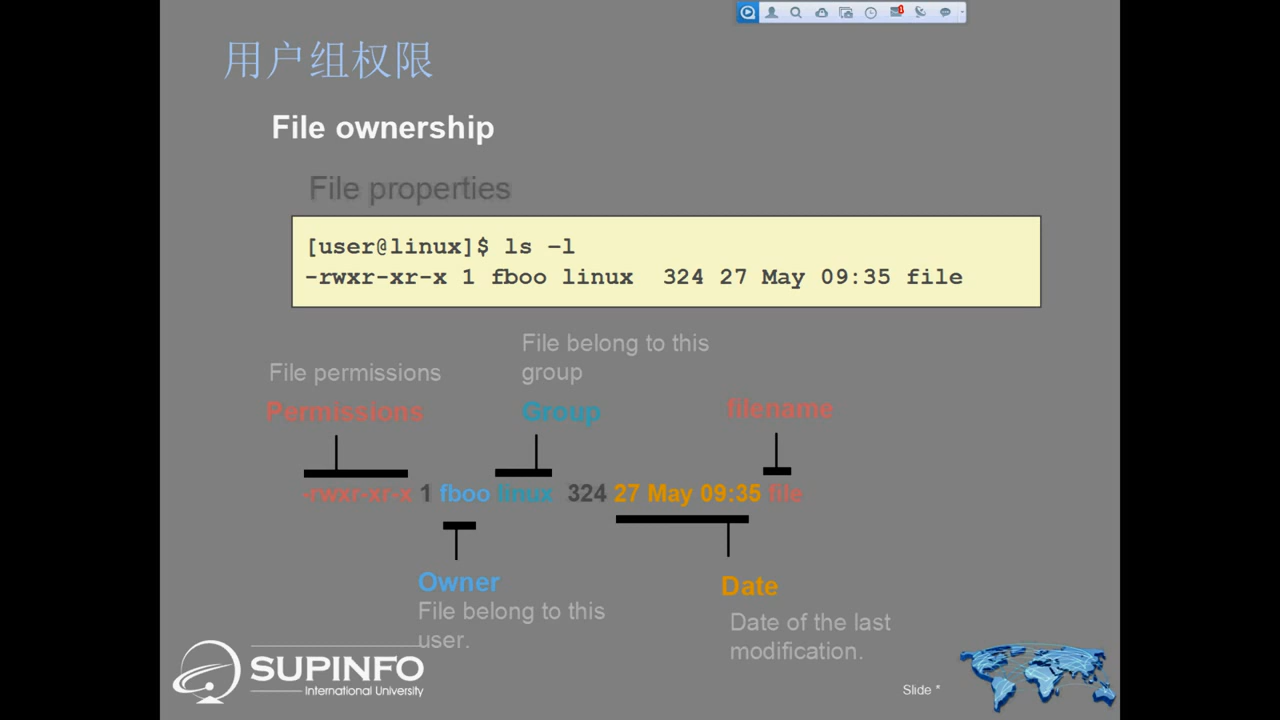 1
用户组权限
File ownership
File properties
[user@linux]$ ls –l
-rwxr-xr-x 1 fboo linux  324 27 May 09:35 file
File belong to this
group
File permissions
Permissions
Group
filename
-rwxr-xr-x 1 fboo linux  324 27 May 09:35 file
Owner
File belong to this
user.
Date
Date of the last
modification.
SUPINFO
International University
Slide *